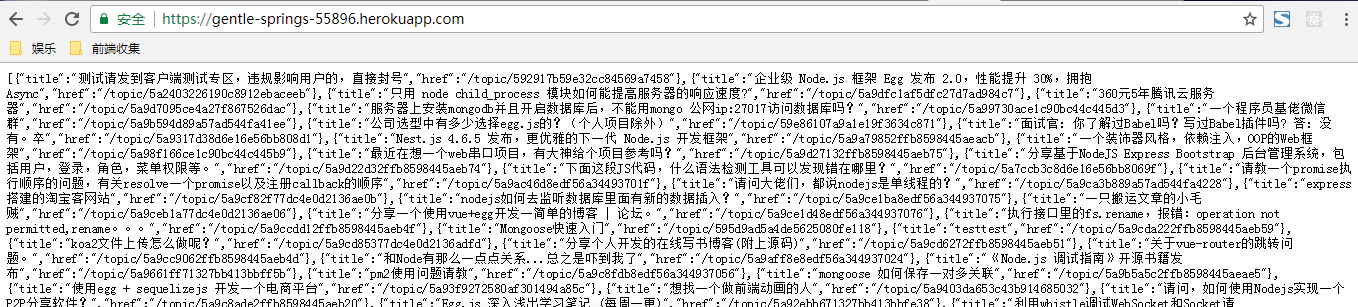 安全 https://gentle-springs-55896.herokuapp.com
娱乐 前端收集
[{"title":"测试请发到客户端测试专区，违规影响用户的，直接封号","href":"/topic/592917b59e32cc84569a7458"},{"title":"企业级 Node.js 框架 Egg 发布 2.0，性能提升 30%，拥抱
Async","href":"/topic/5a2403226190c8912ebaceeb"},{"title":"只用 node child_process 模块如何能提高服务器的响应速度?","href":"/topic/5a9dfc1af5dfc27d7ad984c7"},{"title":"360元5年腾讯云服务
器","href":"/topic/5a9d7095ce4a27f867526dac"},{"title":"服务器上安装mongodb并且开启数据库后，不能用mongo 公网ip:27017访问数据库吗？","href":"/topic/5a99730ace1c90bc44c445d3"},{"title":"一个程序员基佬微信
群","href":"/topic/5a9b594d89a57ad544fa41ee"},{"title":"公司选型中有多少选择egg.js的?（个人项目除外）","href":"/topic/59e86107a9a1e19f3634c871"},{"title":"面试官：你了解过Babel吗？写过Babel插件吗? 答：没
有。卒","href":"/topic/5a9317d38d6e16e56bb808d1"},{"title":"Nest.js 4.6.5 发布，更优雅的下一代 Node.js 开发框架","href":"/topic/5a9a79852ffb8598445aeacb"},{"title":"一个装饰器风格，依赖注入，OOP的Web框
架","href":"/topic/5a98f166ce1c90bc44c445b9"},{"title":"最近在想一个web串口项目，有大神给个项目参考吗？","href":"/topic/5a9d27132ffb8598445aeb75"},{"title":"分享基于NodeJS Express Bootstrap 后台管理系统，包
括用户，登录，角色，菜单权限等。","href":"/topic/5a9d22d32ffb8598445aeb74"},{"title":"下面这段JS代码，什么语法检测工具可以发现错在哪里？","href":"/topic/5a7ccb3c8d6e16e56bb8069f"},{"title":"请教一个promise执
行顺序的问题，有关resolve一个promise以及注册callback的顺序","href":"/topic/5a9ac46d8edf56a34493701f"},{"title":"请问大佬们，都说nodejs是单线程的？","href":"/topic/5a9ca3b889a57ad544fa4228"},{"title":"express
搭建的淘宝客网站","href":"/topic/5a9cf82f77dc4e0d2136ae0b"},{"title":"nodejs如何去监听数据库里面有新的数据插入？","href":"/topic/5a9ce1ba8edf56a344937075"},{"title":"一只搬运文章的小毛
贼","href":"/topic/5a9ceb1a77dc4e0d2136ae06"},{"title":"分享一个使用vue+egg开发一简单的博客 | 论坛。","href":"/topic/5a9ce1d48edf56a344937076"},{"title":"执行接口里的fs.rename，报错：operation not
permitted,rename。。。","href":"/topic/5a9ccdd12ffb8598445aeb4f"},{"title":"Mongoose快速入门","href":"/topic/595d9ad5a4de5625080fe118"},{"title":"testtest","href":"/topic/5a9cda222ffb8598445aeb59"},
{"title":"koa2文件上传怎么做呢？","href":"/topic/5a9cd85377dc4e0d2136adfd"},{"title":"分享个人开发的在线写书博客(附上源码)","href":"/topic/5a9cd6272ffb8598445aeb51"},{"title":"关于vue-router的跳转问
题。","href":"/topic/5a9cc9062ffb8598445aeb4d"},{"title":"和Node有那么一点点关系...总之是吓到我了","href":"/topic/5a9aff8e8edf56a344937024"},{"title":"《Node.js 调试指南》开源书籍发
布","href":"/topic/5a9661ff71327bb413bbff5b"},{"title":"pm2使用问题请教","href":"/topic/5a9c8fdb8edf56a344937056"},{"title":"mongoose 如何保存一对多关联","href":"/topic/5a9b5a5c2ffb8598445aeae5"},
{"title":"使用egg + sequelizejs 开发一个电商平台","href":"/topic/5a93f9272580af301494a85c"},{"title":"想找一个做前端动画的人","href":"/topic/5a9403da653c43b914685032"},{"title":"请问，如何使用Nodejs实现一个
P2P分享软件？","href":"/topic/5a9c8ade2ffb8598445aeb20"},{"title":"Egg.js 深入浅出学习笔记（每周一更）","href":"/topic/5a92ebb671327bb413bbfe38"},{"title":"利用whistle调试WebSocket和Socket请